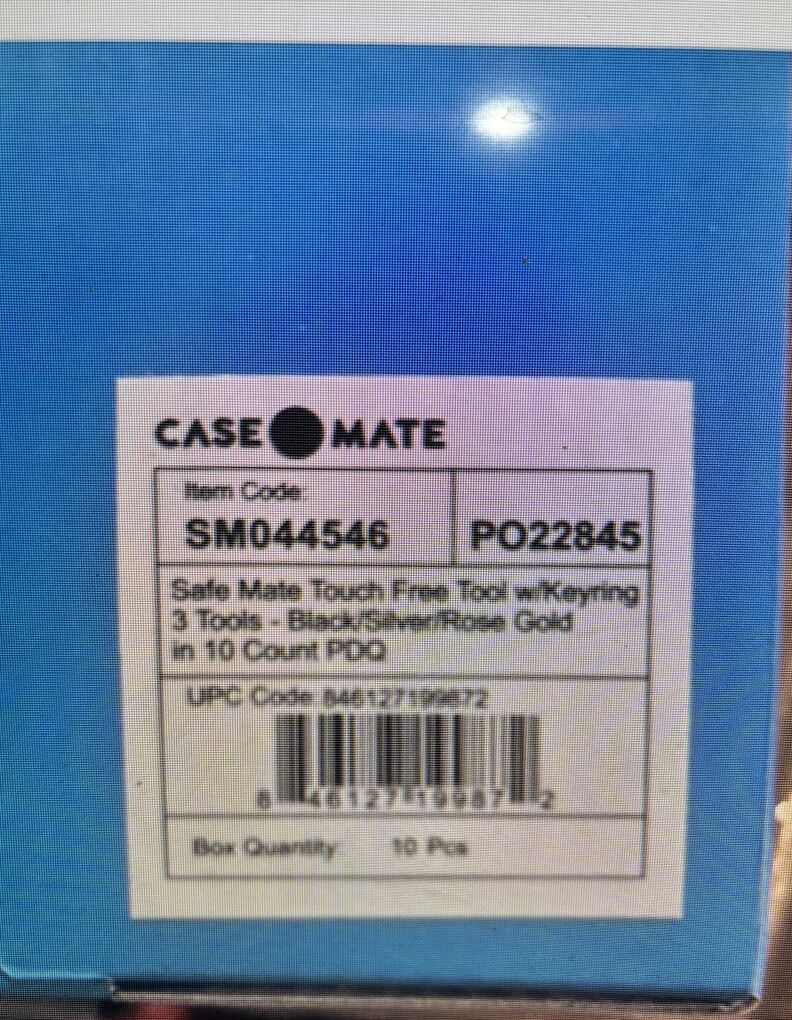 CASE MATE
Item Code:
SM044546 PO22845
Safe Mate Touch Free Tool w/Keyring
3 Tools - Black/Silver/Rose Gold
in 10 Count PDQ
UPC Code: 846127199872
8 46127 19987 2
Box Quantity: 10 Pcs